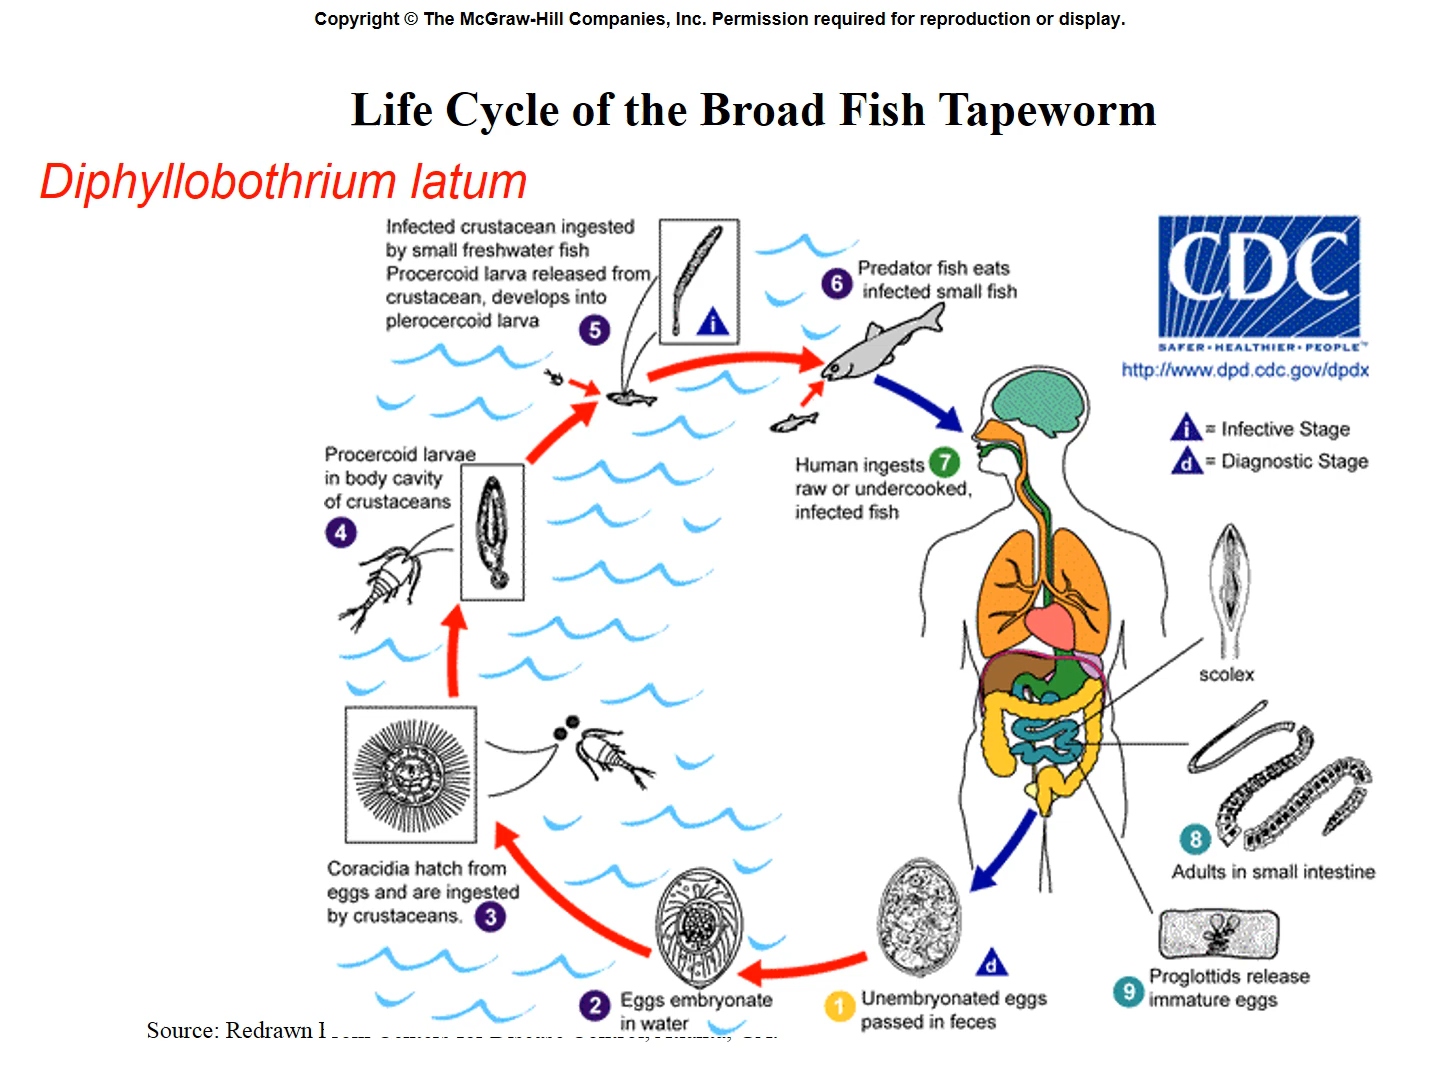 Copyright © The McGraw-Hill Companies, Inc. Permission required for reproduction or display.
Life Cycle of the Broad Fish Tapeworm
Diphyllobothrium latum
Infected crustacean ingested
by small freshwater fish
Procercoid larva released from
crustacean, develops into
plerocercoid larva
5
i
6
Predator fish eats
infected small fish
CDC
SAFER•HEALTHIER•PEOPLE™
http://www.dpd.cdc.gov/dpdx
i = Infective Stage
d = Diagnostic Stage
Procercoid larvae
in body cavity
of crustaceans
4
Human ingests 7
raw or undercooked,
infected fish
scolex
8
Adults in small intestine
Coracidia hatch from
eggs and are ingested
by crustaceans. 3
d
9
Proglottids release
immature eggs
2
Eggs embryonate
in water
1
Unembryonated eggs
passed in feces
Source: Redrawn